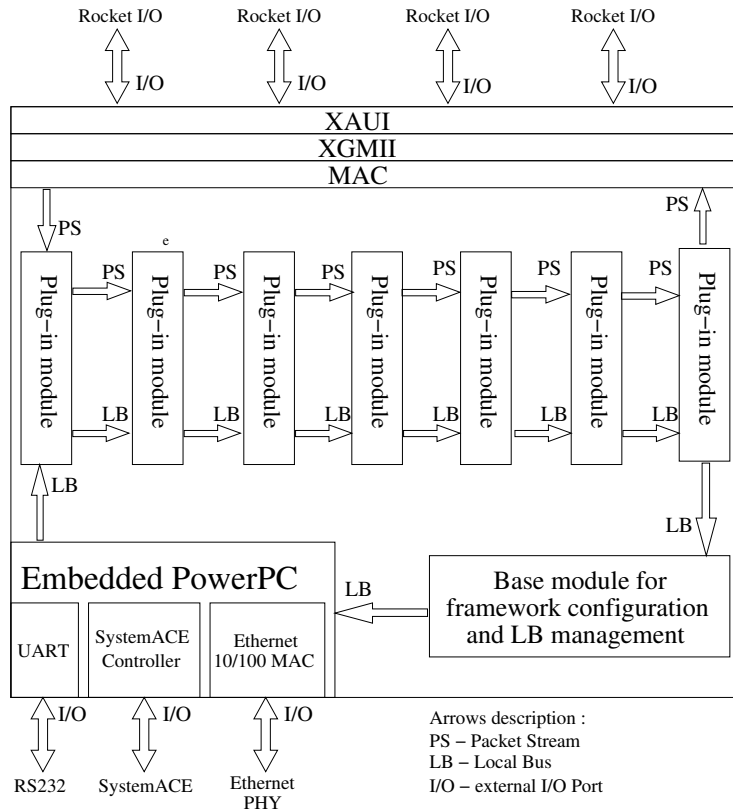 Rocket I/O Rocket I/O Rocket I/O Rocket I/O
I/O I/O I/O I/O
XAUI
XGMII
MAC
PS PS
e
PS PS PS PS PS PS
Plug-in module Plug-in module Plug-in module Plug-in module Plug-in module Plug-in module Plug-in module
LB LB LB LB LB LB
LB LB
Embedded PowerPC
LB
Base module for
framework configuration
and LB management
UART
SystemACE
Controller
Ethernet
10/100 MAC
I/O I/O I/O
RS232 SystemACE Ethernet
PHY
Arrows description :
PS – Packet Stream
LB – Local Bus
I/O – external I/O Port